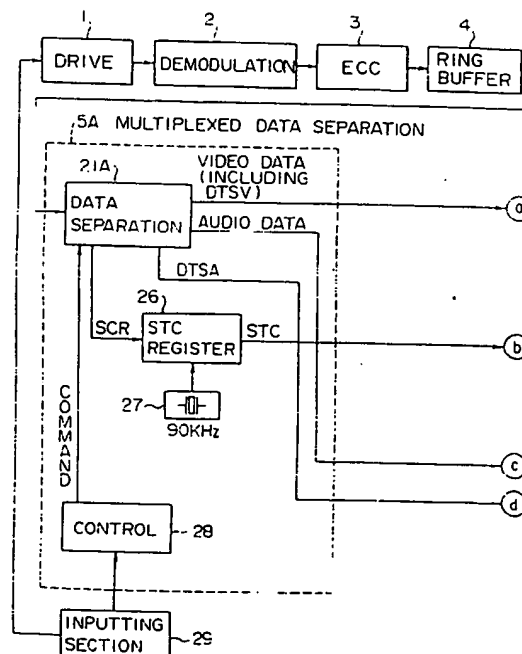 1
2
3
4
DRIVE
DEMODULATION
ECC
RING
BUFFER
5A MULTIPLEXED DATA SEPARATION
21A
VIDEO DATA
(INCLUDING
DTSV)
DATA
SEPARATION
a
AUDIO DATA
DTSA
26
SCR
STC
REGISTER
STC
b
27
90KHz
COMMAND
c
d
CONTROL
28
INPUTTING
SECTION
29